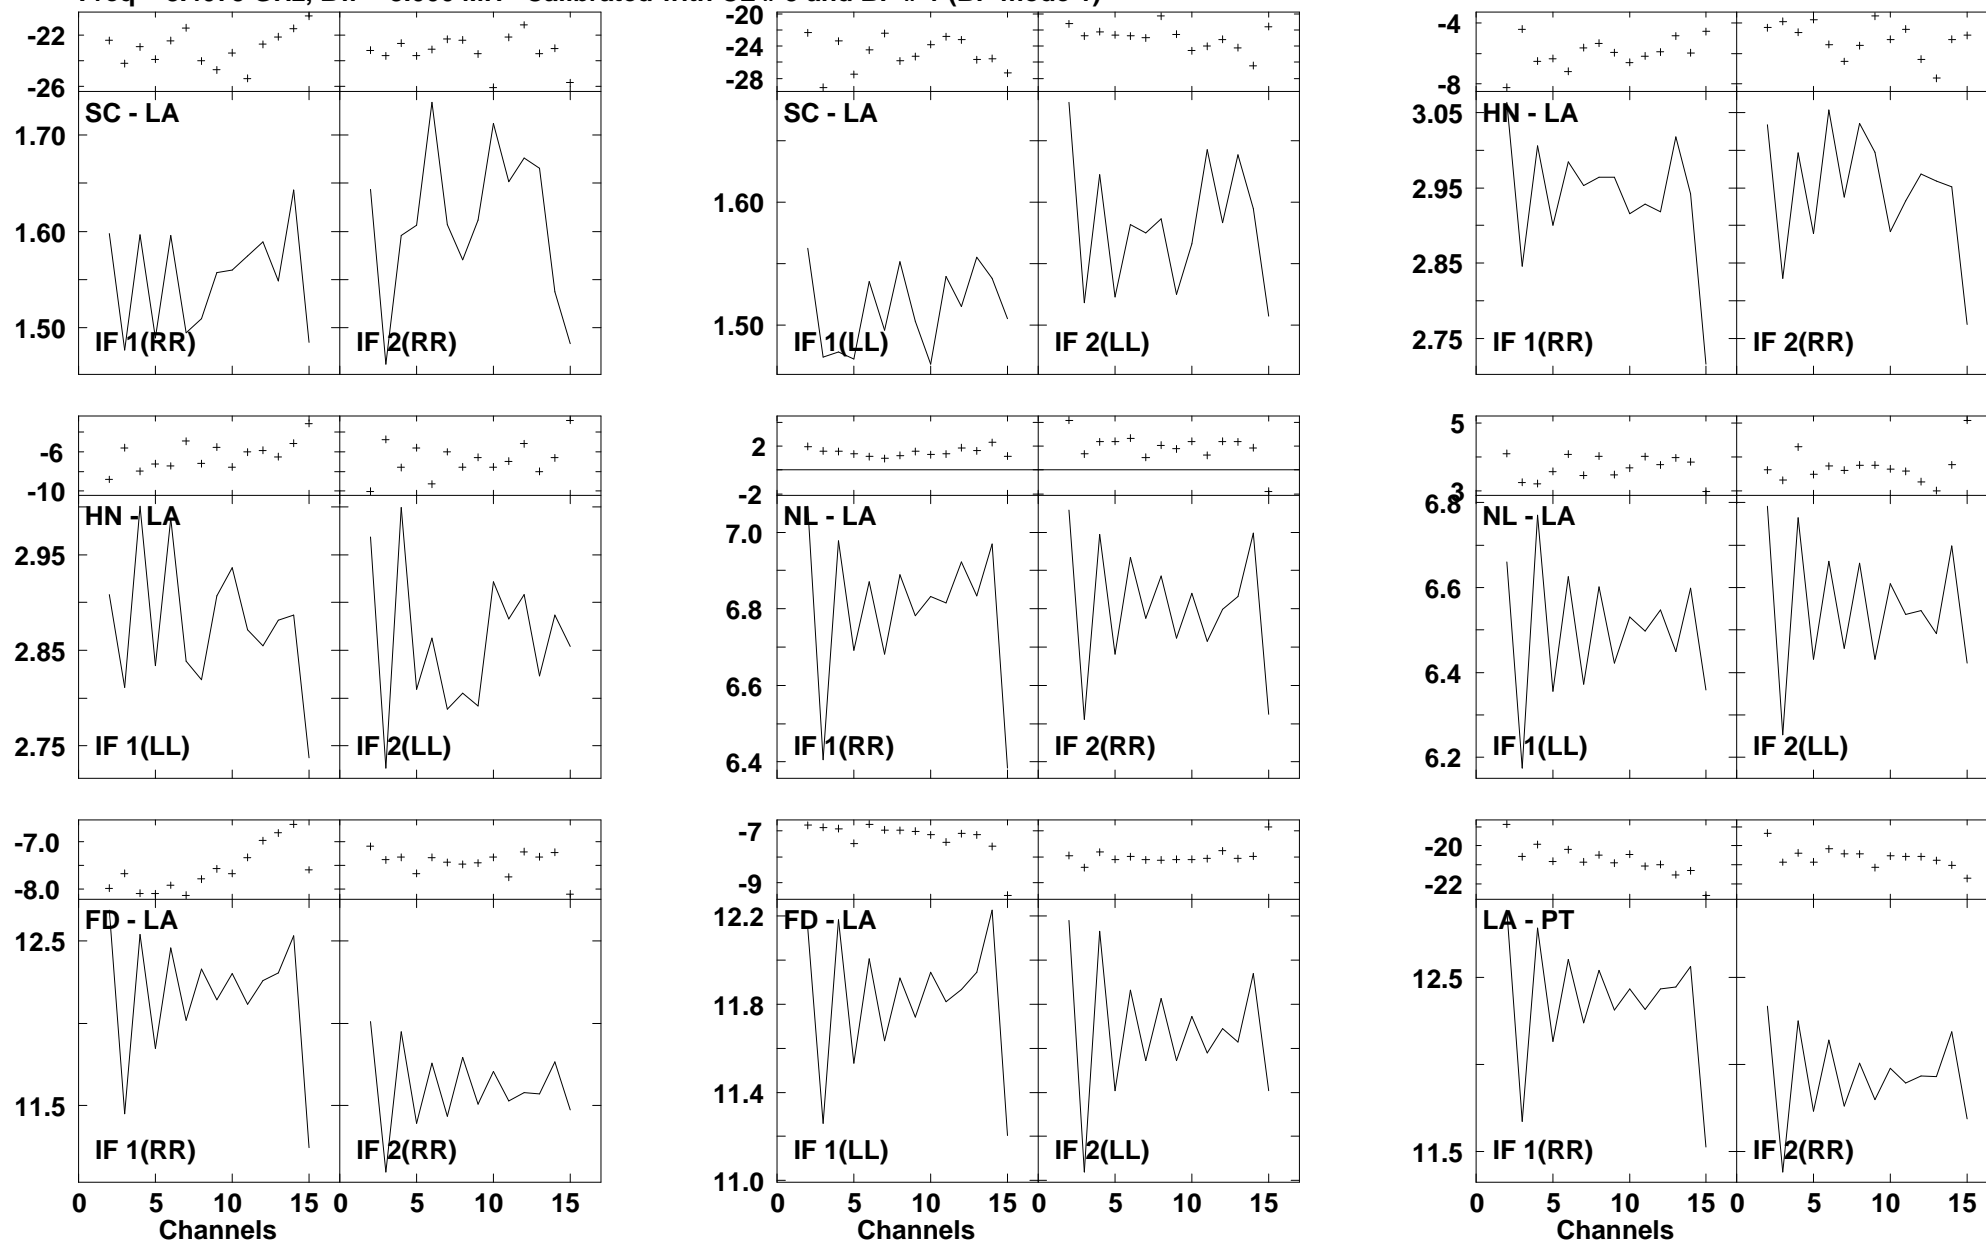 -22
-26
SC - LA
1.70
1.60
1.50
IF 1(RR)
IF 2(RR)
-20
-24
-28
SC - LA
1.60
1.50
IF 1(LL)
IF 2(LL)
-4
-8
HN - LA
3.05
2.95
2.85
2.75
IF 1(RR)
IF 2(RR)
-6
-10
HN - LA
2.95
2.85
2.75
IF 1(LL)
IF 2(LL)
2
-2
NL - LA
7.0
6.8
6.6
6.4
IF 1(RR)
IF 2(RR)
5
3
NL - LA
6.8
6.6
6.4
6.2
IF 1(LL)
IF 2(LL)
-7.0
-8.0
FD - LA
12.5
11.5
IF 1(RR)
IF 2(RR)
0 5 10 15 0 5 10 15
Channels
-7
-9
FD - LA
12.2
11.8
11.4
11.0
IF 1(LL)
IF 2(LL)
0 5 10 15 0 5 10 15
Channels
-20
-22
LA - PT
12.5
11.5
IF 1(RR)
IF 2(RR)
0 5 10 15 0 5 10 15
Channels